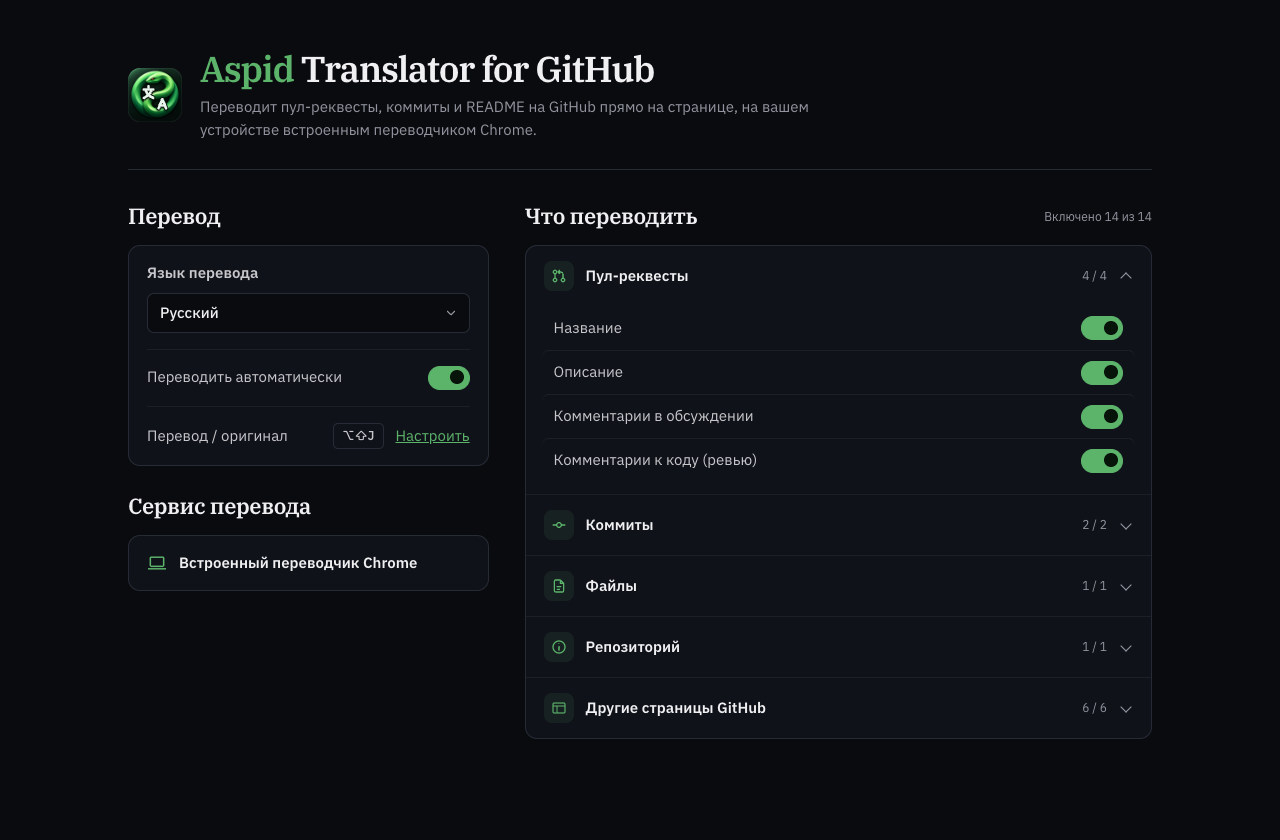 Aspid Translator for GitHub
Переводит пул-реквесты, коммиты и README на GitHub прямо на странице, на вашем
устройстве встроенным переводчиком Chrome.
Перевод
Язык перевода
Русский
Переводить автоматически
Перевод / оригинал
⌥⇧J
Настроить
Сервис перевода
Встроенный переводчик Chrome
Что переводить
Включено 14 из 14
Пул-реквесты
4 / 4
Название
Описание
Комментарии в обсуждении
Комментарии к коду (ревью)
Коммиты
2 / 2
Файлы
1 / 1
Репозиторий
1 / 1
Другие страницы GitHub
6 / 6